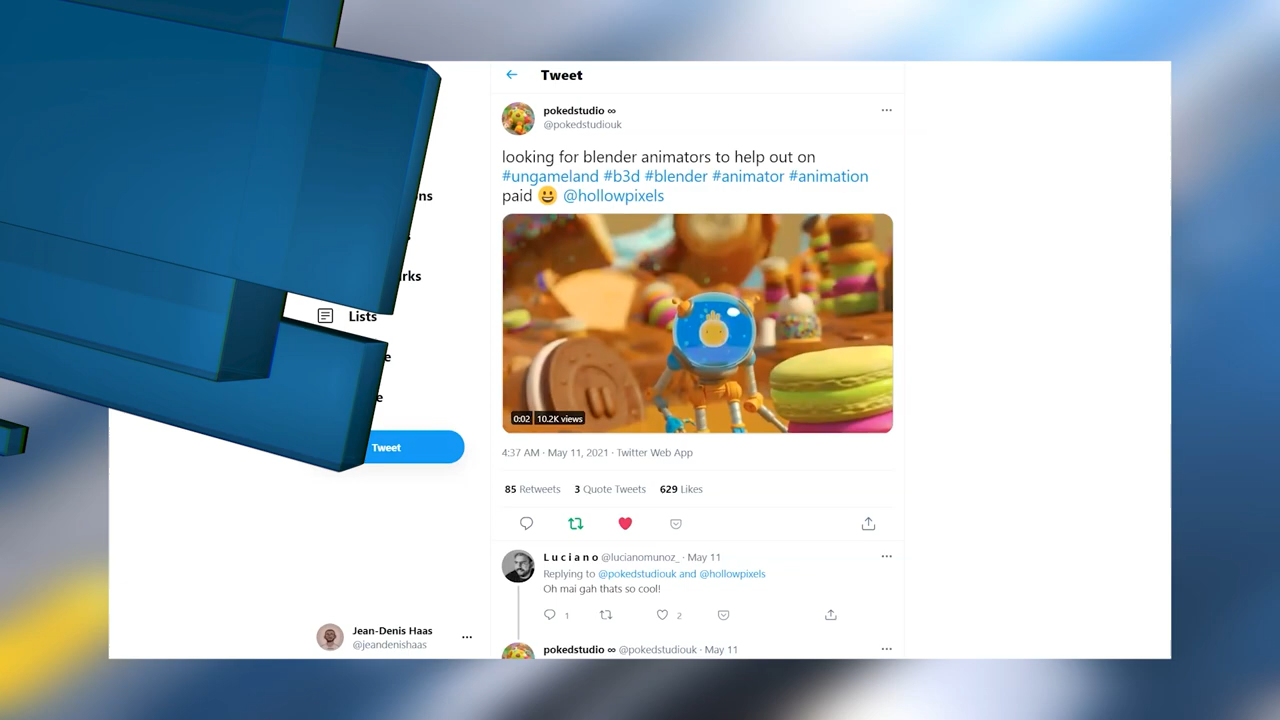 Tweet
pokedstudio ∞
@pokedstudiouk
looking for blender animators to help out on
#ungameland #b3d #blender #animator #animation
paid 😀 @hollowpixels
0:02 10.2K views
4:37 AM · May 11, 2021 · Twitter Web App
85 Retweets 3 Quote Tweets 629 Likes
Luciano @lucianomunoz_ · May 11
Replying to @pokedstudiouk and @hollowpixels
Oh mai gah thats so cool!
1 2
pokedstudio ∞ @pokedstudiouk · May 11
Lists
Tweet
Jean-Denis Haas
@jeandenishaas